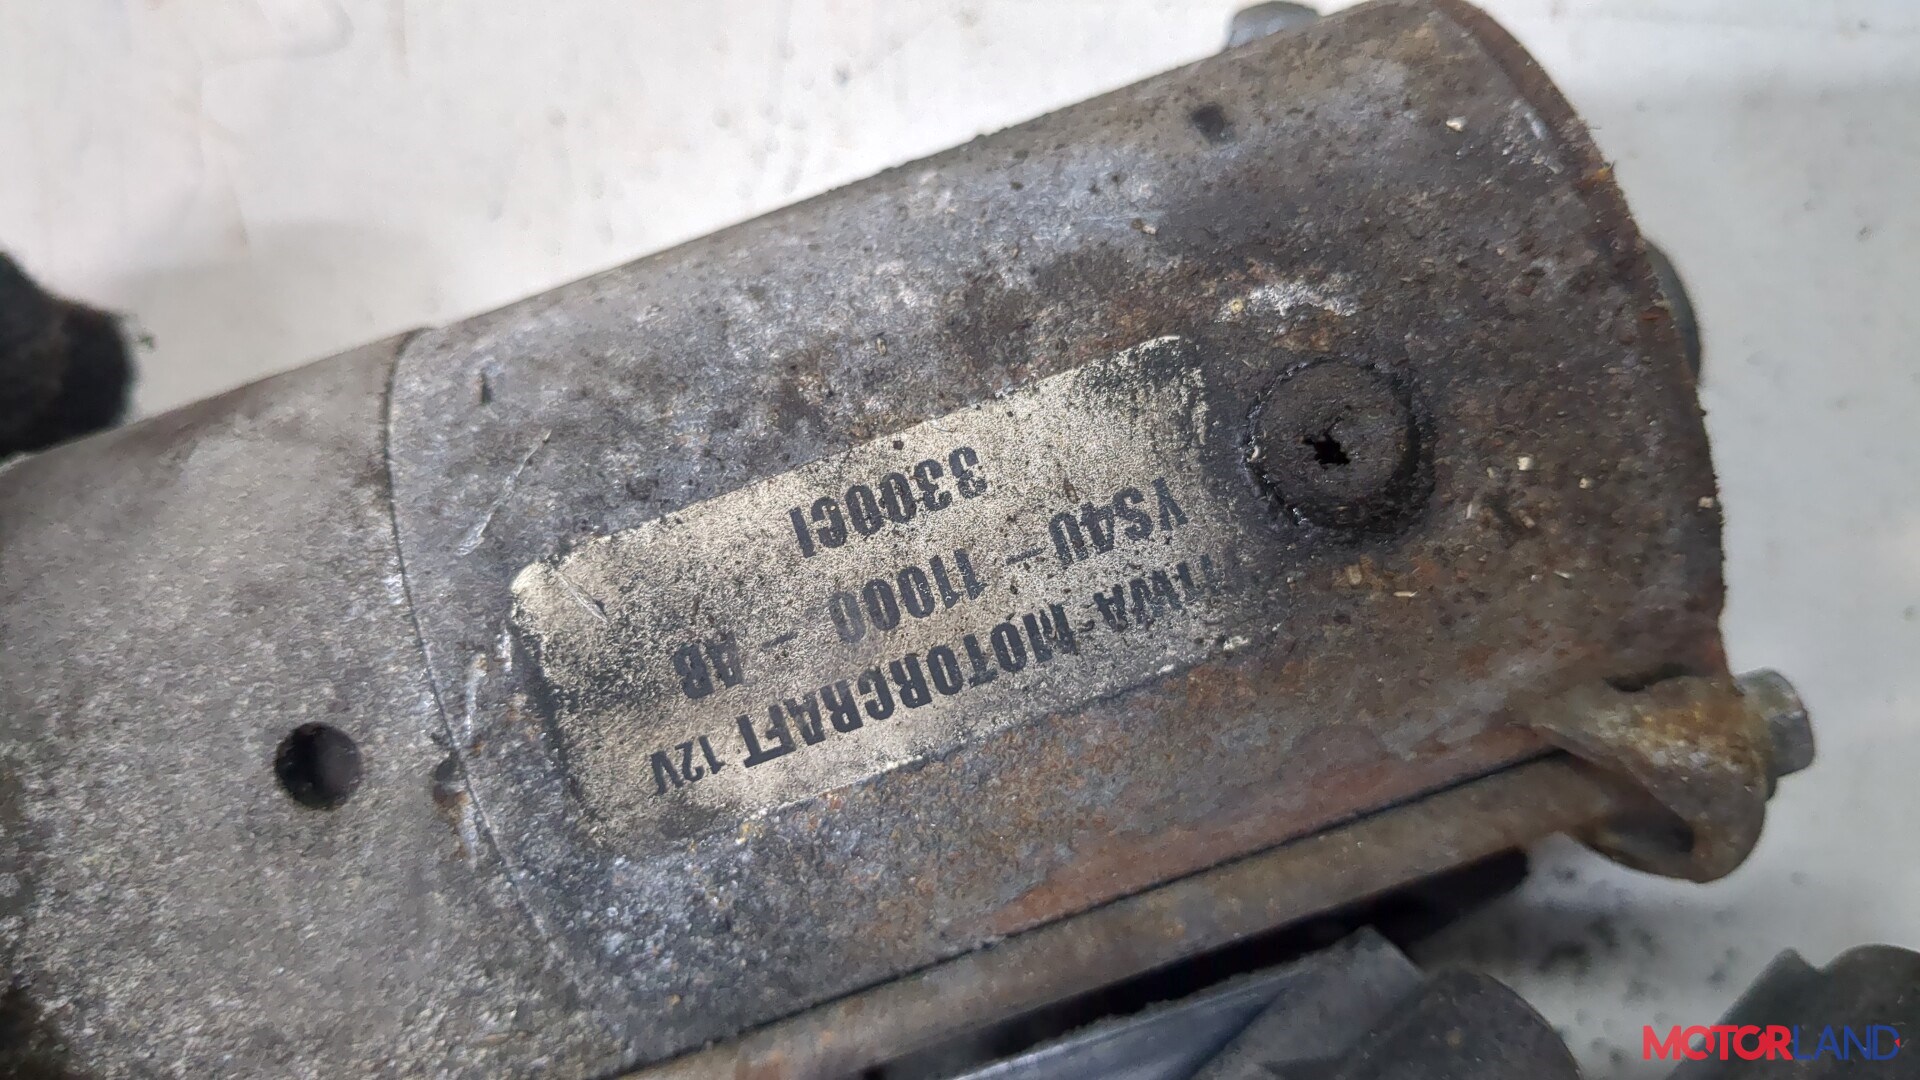 MOTORCRAFT 12V
YS4U - 11000 - AB
3300CI
MOTORLAND